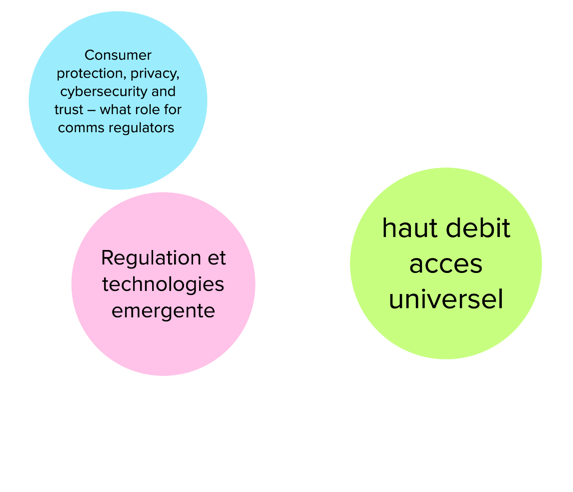 Consumer
protection, privacy,
cybersecurity and
trust – what role for
comms regulators
Regulation et
technologies
emergente
haut debit
acces
universel